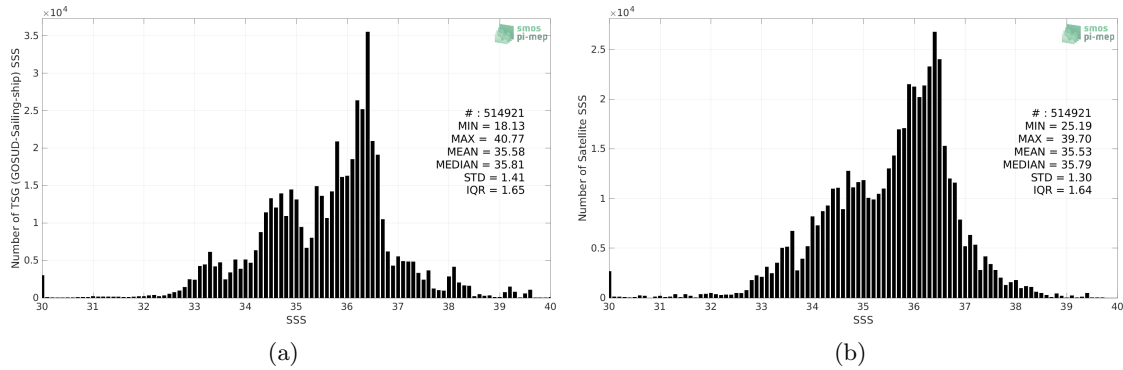 ×10⁴
smos
pi-mep
3.5
3
2.5
2
1.5
1
0.5
0
Number of TSG (GOSUD-Sailing-ship) SSS
# : 514921
MIN = 18.13
MAX = 40.77
MEAN = 35.58
MEDIAN = 35.81
STD = 1.41
IQR = 1.65
30 31 32 33 34 35 36 37 38 39 40
SSS
(a)
×10⁴
smos
pi-mep
2.5
2
1.5
1
0.5
0
Number of Satellite SSS
# : 514921
MIN = 25.19
MAX = 39.70
MEAN = 35.53
MEDIAN = 35.79
STD = 1.30
IQR = 1.64
30 31 32 33 34 35 36 37 38 39 40
SSS
(b)